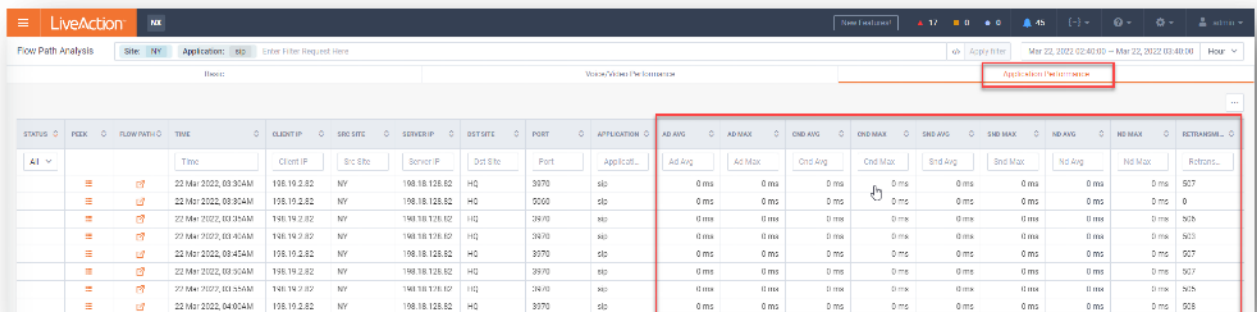 LiveAction NX New Features! 17 0 0 45 admin
Flow Path Analysis Site: NY Application: sip Enter Filter Request Here Apply filter Mar 22, 2022 02:40:00 – Mar 22, 2022 03:40:00 Hour
Basic Voice/Video Performance Application Performance
STATUS PEEK FLOW PATH TIME CLIENT IP SRC SITE SERVER IP DST SITE PORT APPLICATION AD AVG AD MAX CND AVG CND MAX SND AVG SND MAX ND AVG ND MAX RETRANSMI...
All Time Client IP Src Site Server IP Dst Site Port Applicati... Ad Avg Ad Max Cnd Avg Cnd Max Snd Avg Snd Max Nd Avg Nd Max Retrans...
22 Mar 2022, 03:30AM 198.19.2.82 NY 198.18.128.82 HQ 3970 sip 0 ms 0 ms 0 ms 0 ms 0 ms 0 ms 0 ms 0 ms 507
22 Mar 2022, 03:30AM 198.19.2.82 NY 198.18.128.82 HQ 5060 sip 0 ms 0 ms 0 ms 0 ms 0 ms 0 ms 0 ms 0 ms 0
22 Mar 2022, 03:35AM 198.19.2.82 NY 198.18.128.82 HQ 3970 sip 0 ms 0 ms 0 ms 0 ms 0 ms 0 ms 0 ms 0 ms 506
22 Mar 2022, 03:40AM 198.19.2.82 NY 198.18.128.82 HQ 3970 sip 0 ms 0 ms 0 ms 0 ms 0 ms 0 ms 0 ms 0 ms 503
22 Mar 2022, 03:45AM 198.19.2.82 NY 198.18.128.82 HQ 3970 sip 0 ms 0 ms 0 ms 0 ms 0 ms 0 ms 0 ms 0 ms 507
22 Mar 2022, 03:50AM 198.19.2.82 NY 198.18.128.82 HQ 3970 sip 0 ms 0 ms 0 ms 0 ms 0 ms 0 ms 0 ms 0 ms 507
22 Mar 2022, 03:55AM 198.19.2.82 NY 198.18.128.82 HQ 3970 sip 0 ms 0 ms 0 ms 0 ms 0 ms 0 ms 0 ms 0 ms 505
22 Mar 2022, 04:00AM 198.19.2.82 NY 198.18.128.82 HQ 3970 sip 0 ms 0 ms 0 ms 0 ms 0 ms 0 ms 0 ms 0 ms 508